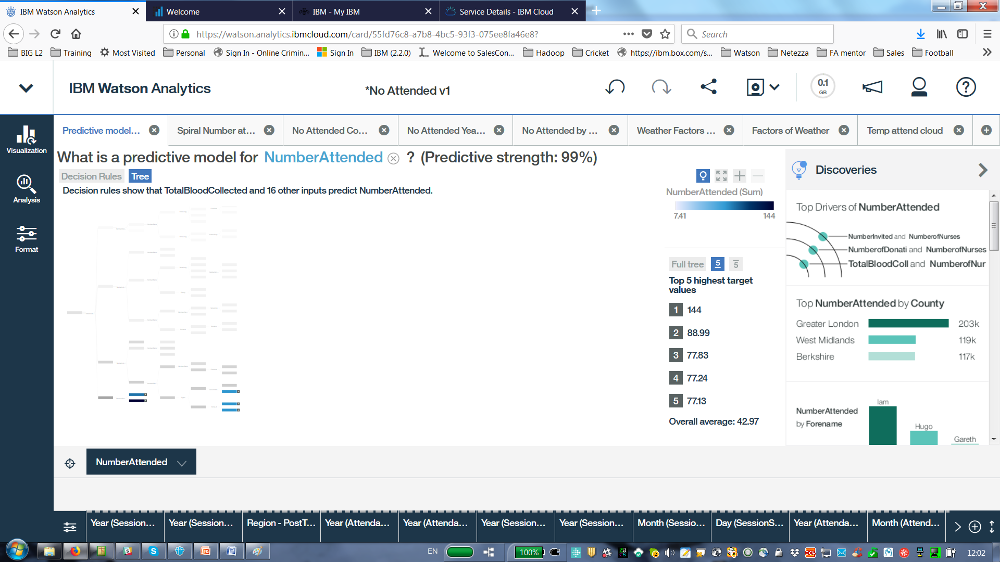 IBM Watson Analytics
Welcome
IBM - My IBM
Service Details - IBM Cloud
https://watson.analytics.ibmcloud.com/card/55fd76c8-a7b8-4bc5-93f3-075ee8fa46e8?
Search
BIG L2
Training
Most Visited
Personal
Sign In - Online Crimin...
Sign In
IBM (2.2.0)
Welcome to SalesCon...
Hadoop
Cricket
https://ibm.box.com/s...
Watson
Netezza
FA mentor
Sales
Football
IBM Watson Analytics
*No Attended v1
0.1
GB
Visualization
Analysis
Format
Predictive model...
Spiral Number at...
No Attended Co...
No Attended Yea...
No Attended by ...
Weather Factors ...
Factors of Weather
Temp attend cloud
What is a predictive model for NumberAttended ? (Predictive strength: 99%)
Decision Rules
Tree
Decision rules show that TotalBloodCollected and 16 other inputs predict NumberAttended.
NumberAttended (Sum)
7.41
144
Full tree
5
5
Top 5 highest target
values
1 144
2 88.99
3 77.83
4 77.24
5 77.13
Overall average: 42.97
Discoveries
Top Drivers of NumberAttended
NumberInvited and NumberofNurses
NumberofDonati and NumberofNurses
TotalBloodColl and NumberofNur
Top NumberAttended by County
Greater London 203k
West Midlands 119k
Berkshire 117k
NumberAttended
by Forename
Iam
Hugo
Gareth
NumberAttended
Year (Session...
Year (Session...
Region - PostT...
Year (Attenda...
Year (Attenda...
Year (Session...
Year (Session...
Month (Sessio...
Day (SessionS...
Year (Attenda...
Month (Attend...
EN
100%
12:02